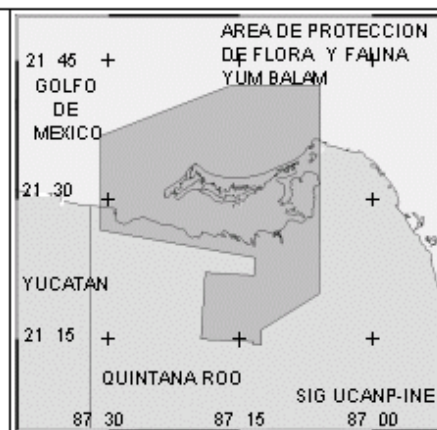 AREA DE PROTECCION
DE FLORA Y FAUNA
YUM BALAM
21 45
GOLFO
DE
MEXICO
21 30
YUCATAN
21 15
QUINTANA ROO
SIG UCANP-INE
87 30
87 15
87 00